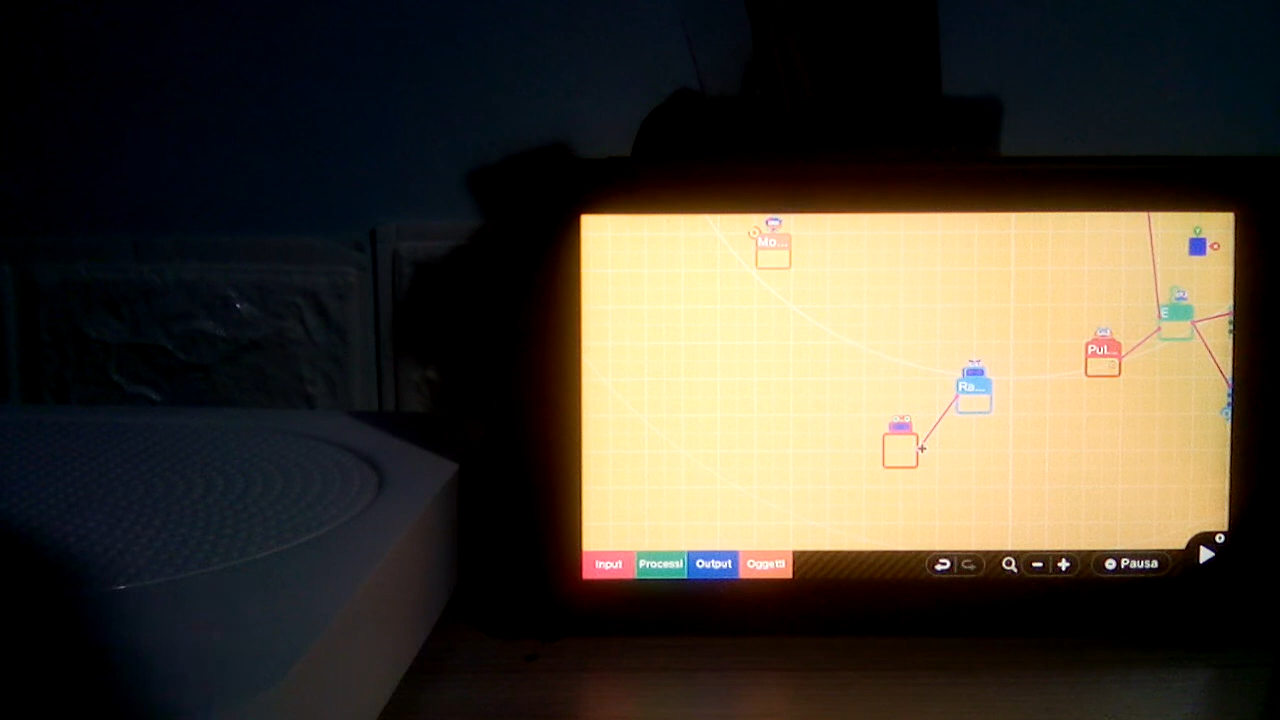 Mo...
E
Pul...
Ra...
Input
Processi
Output
Oggetti
Pausa